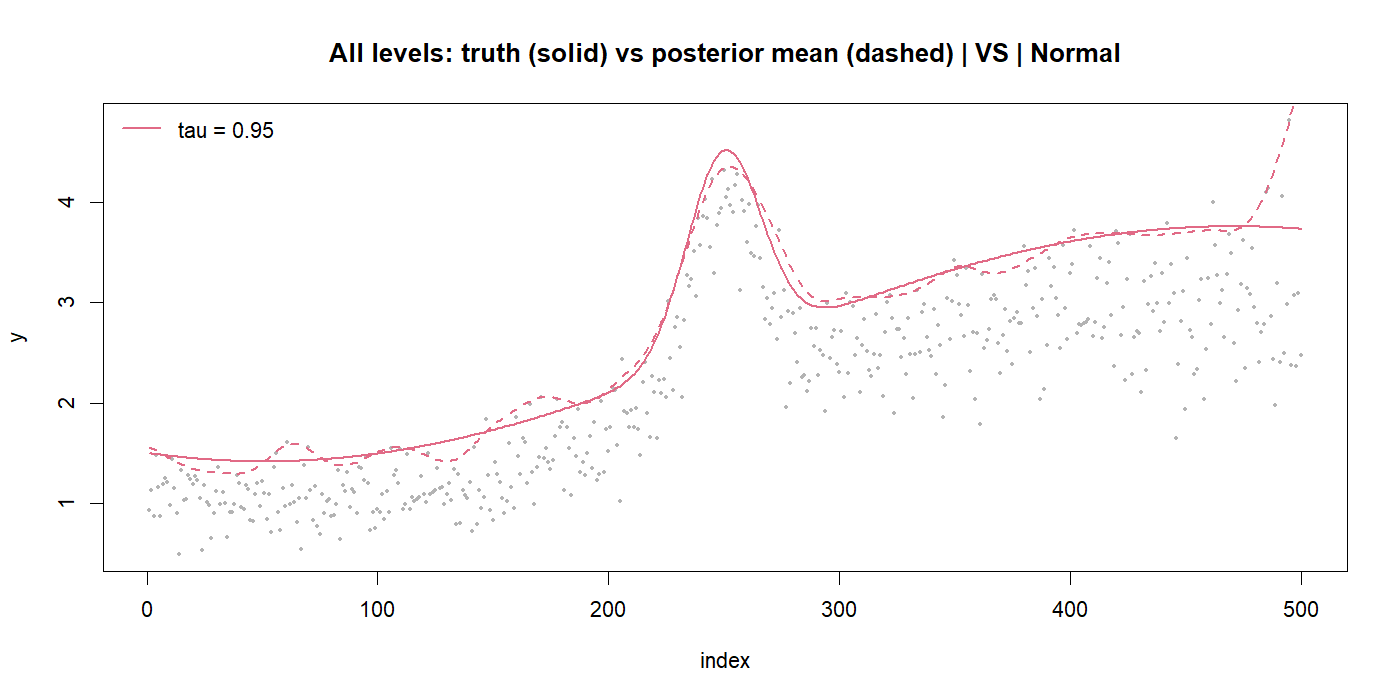 All levels: truth (solid) vs posterior mean (dashed) | VS | Normal
tau = 0.95
y
4
3
2
1
0 100 200 300 400 500
index